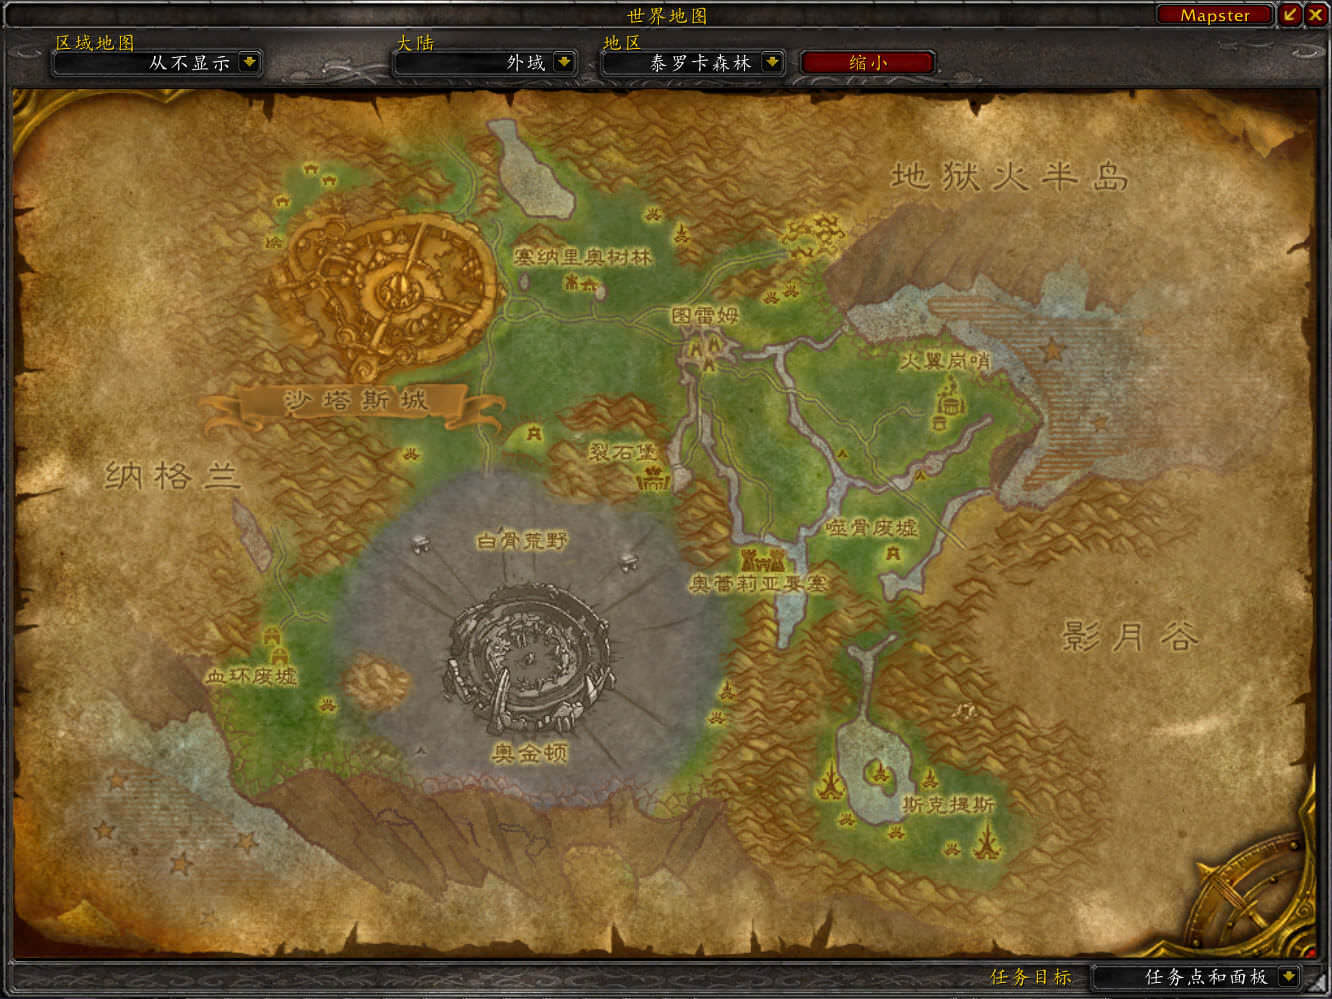 世界地图
Mapster
区域地图
大陆
地区
从不显示
外域
泰罗卡森林
缩小
地狱火半岛
塞纳里奥树林
图雷姆
火翼岗哨
沙塔斯城
裂石堡
纳格兰
噬骨废墟
白骨荒野
奥蕾莉亚要塞
影月谷
血环废墟
奥金顿
斯克提斯
任务目标
任务点和面板